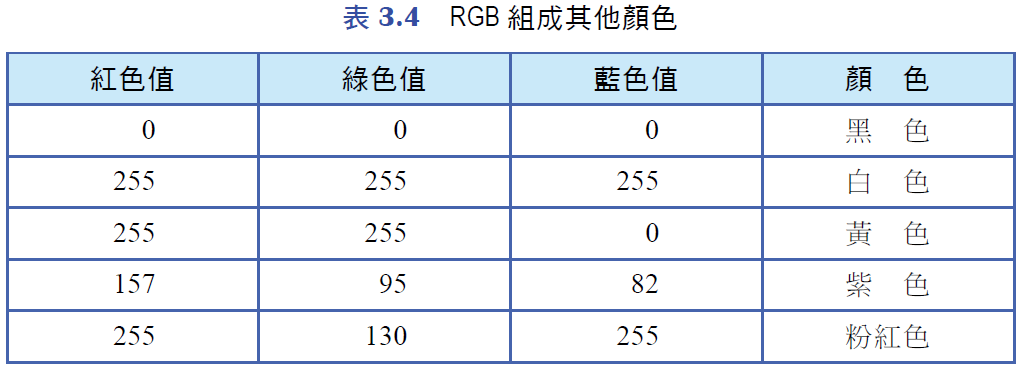 表 3.4 RGB 組成其他顏色
紅色值 綠色值 藍色值 顏 色
0 0 0 黑 色
255 255 255 白 色
255 255 0 黃 色
157 95 82 紫 色
255 130 255 粉紅色